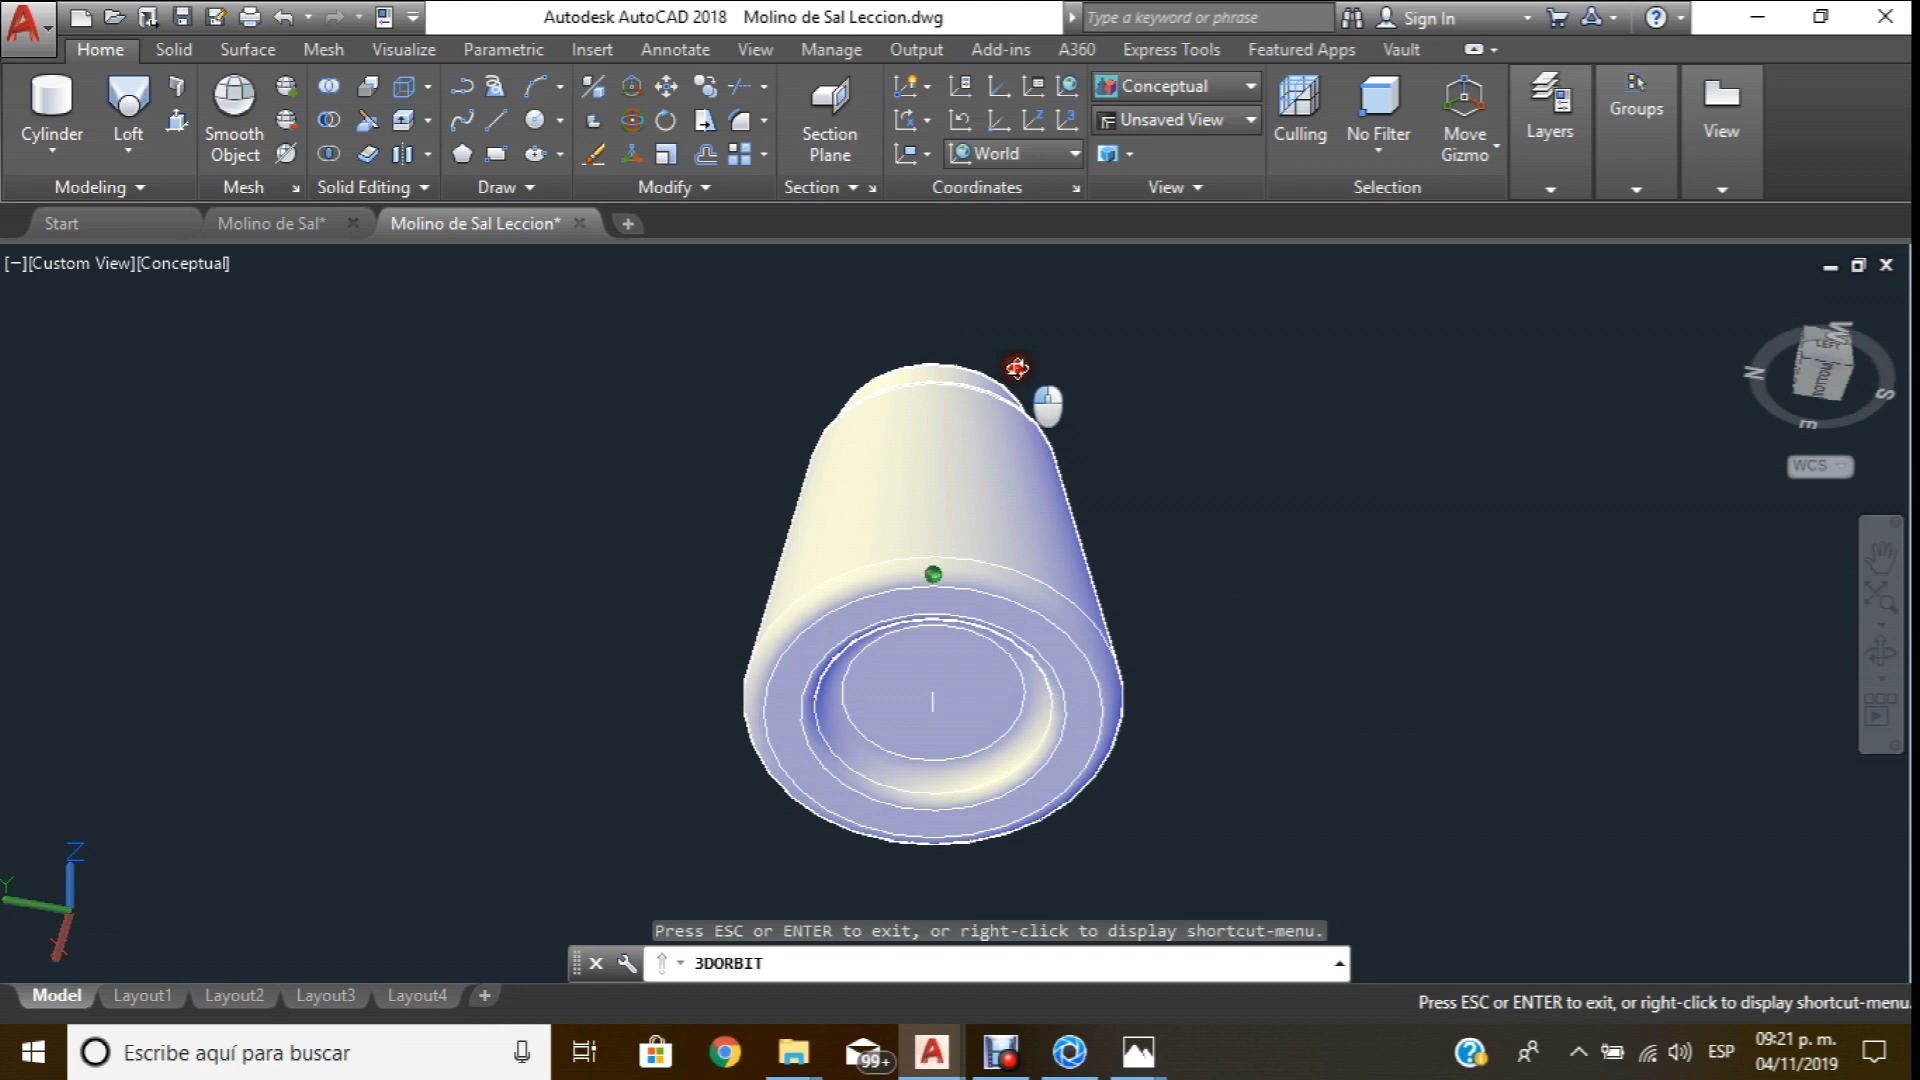 Autodesk AutoCAD 2018 Molino de Sal Leccion.dwg
Type a keyword or phrase
Sign In
Home Solid Surface Mesh Visualize Parametric Insert Annotate View Manage Output Add-ins A360 Express Tools Featured Apps Vault
Cylinder Loft Smooth Object Section Plane
Conceptual
Unsaved View
World
Culling No Filter Move Gizmo Layers Groups View
Modeling Mesh Solid Editing Draw Modify Section Coordinates View Selection
Start Molino de Sal* Molino de Sal Leccion*
[−][Custom View][Conceptual]
W
LEFT
BOTTOM
N
S
E
WCS
Z
Y
X
Press ESC or ENTER to exit, or right-click to display shortcut-menu.
3DORBIT
Model Layout1 Layout2 Layout3 Layout4
Press ESC or ENTER to exit, or right-click to display shortcut-menu.
Escribe aquí para buscar
99+
ESP
09:21 p. m.
04/11/2019